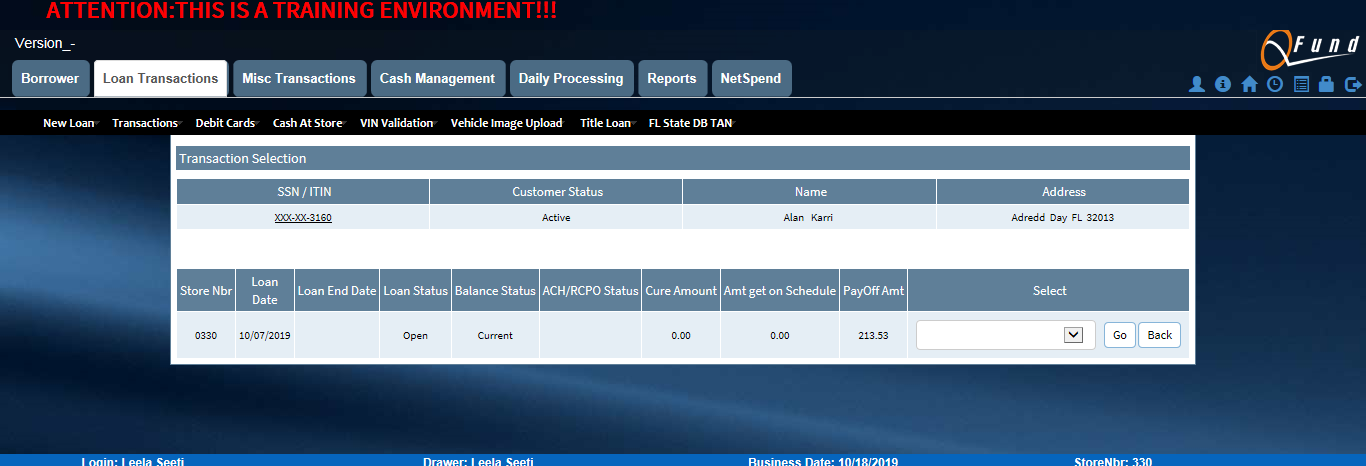 ATTENTION:THIS IS A TRAINING ENVIRONMENT!!!
Version_-
QFund
Borrower Loan Transactions Misc Transactions Cash Management Daily Processing Reports NetSpend
New Loan Transactions Debit Cards Cash At Store VIN Validation Vehicle Image Upload Title Loan FL State DB TAN
Transaction Selection
SSN / ITIN Customer Status Name Address
XXX-XX-3160 Active Alan Karri Adredd Day FL 32013
Store Nbr Loan Date Loan End Date Loan Status Balance Status ACH/RCPO Status Cure Amount Amt get on Schedule PayOff Amt Select
0330 10/07/2019 Open Current 0.00 0.00 213.53 Go Back
Login: Leela Seeti Drawer: Leela Seeti Business Date: 10/18/2019 StoreNbr: 330